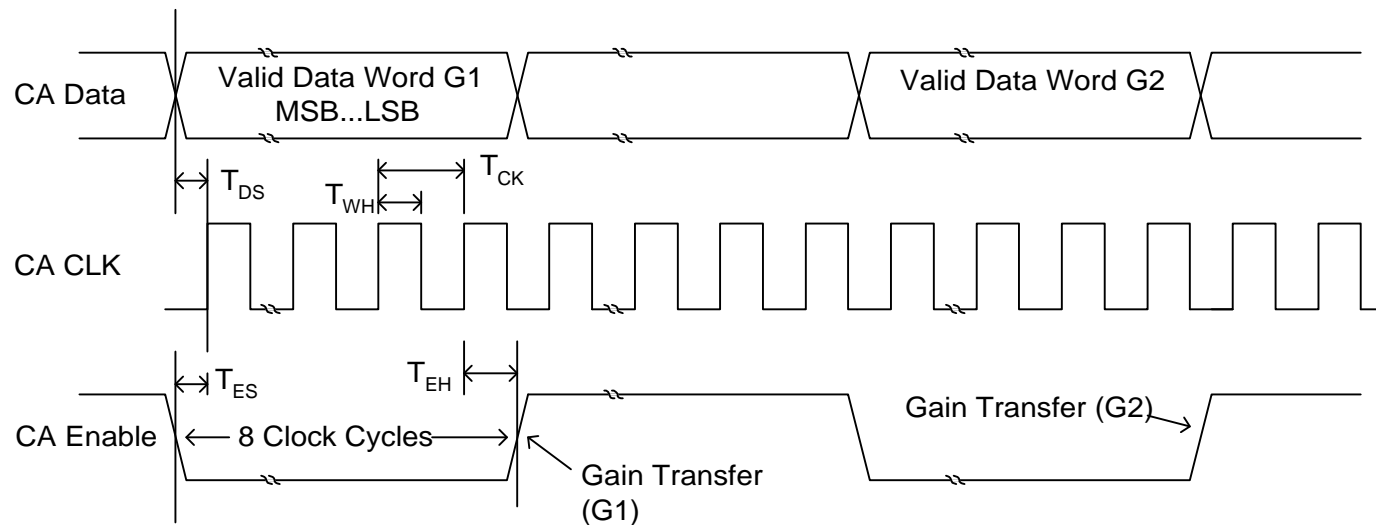 CA Data
Valid Data Word G1
MSB...LSB
Valid Data Word G2
TDS
TWH
TCK
CA CLK
TES
TEH
CA Enable
8 Clock Cycles
Gain Transfer
(G1)
Gain Transfer (G2)